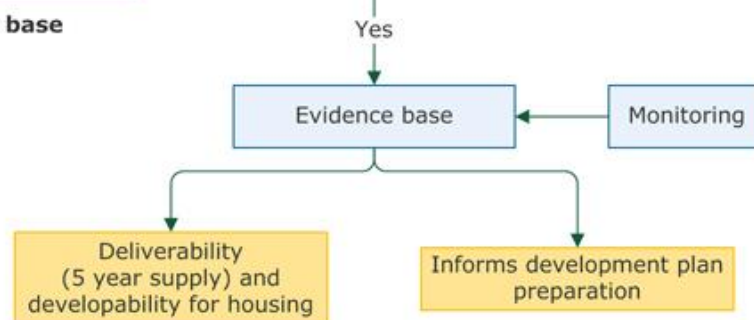 base
Yes
Evidence base
Monitoring
Deliverability
(5 year supply) and
developability for housing
Informs development plan
preparation